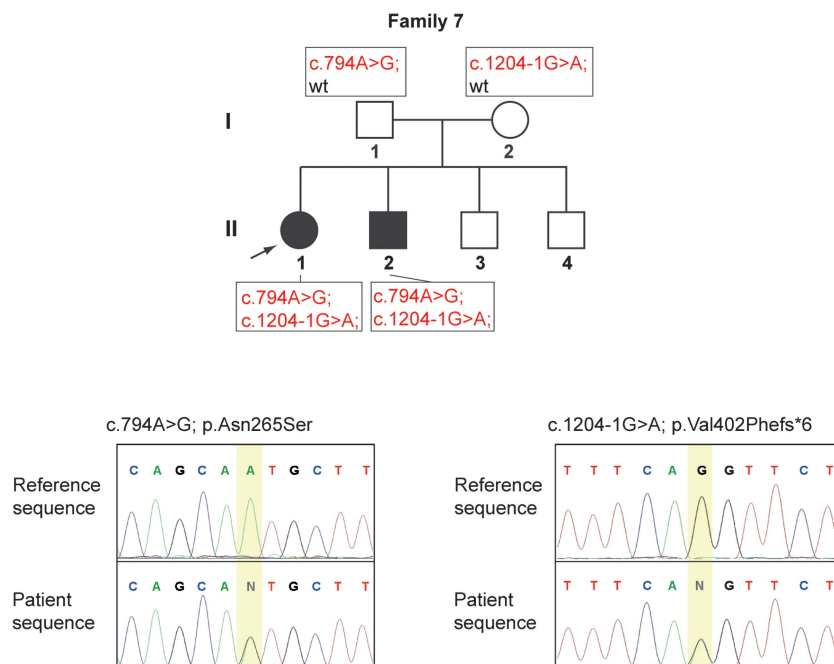 Family 7
c.794A>G;
wt
c.1204-1G>A;
wt
I
1
2
II
1
2
3
4
c.794A>G;
c.1204-1G>A;
c.794A>G;
c.1204-1G>A;
c.794A>G; p.Asn265Ser
Reference
sequence
C A G C A A T G C T T
Patient
sequence
C A G C A N T G C T T
c.1204-1G>A; p.Val402Phefs*6
Reference
sequence
T T T C A G G T T C T
Patient
sequence
T T T C A N G T T C T